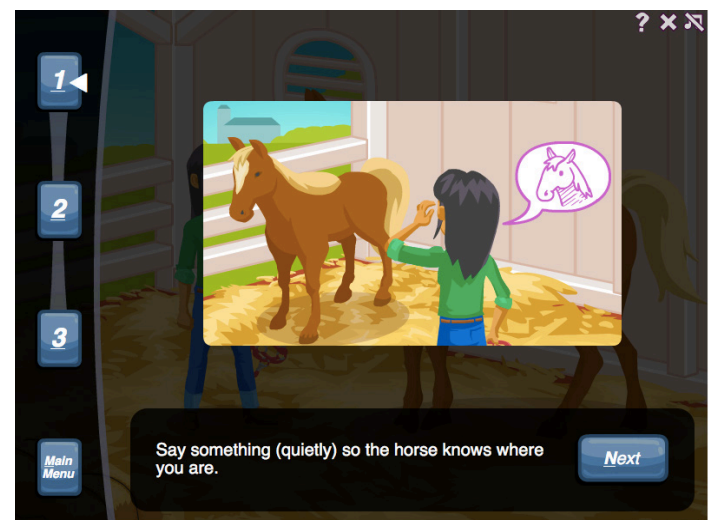 ?
1
2
3
Main
Menu
Say something (quietly) so the horse knows where
you are.
Next